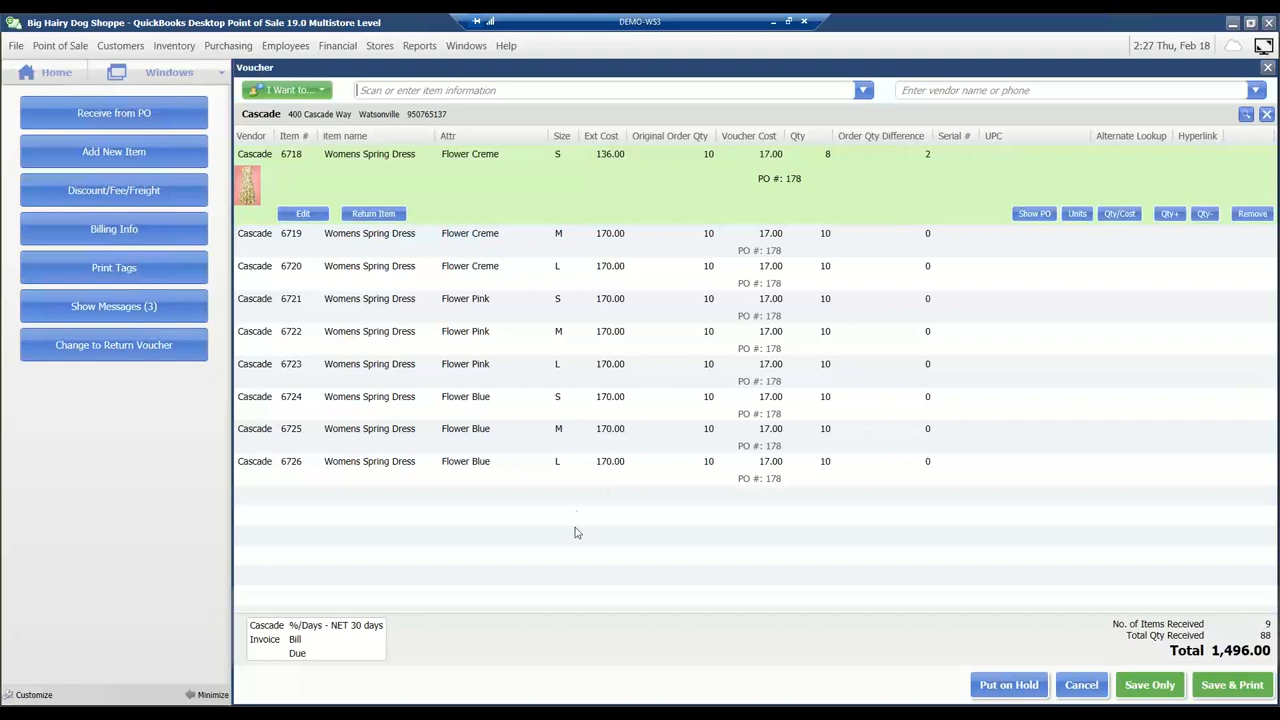 Big Hairy Dog Shoppe - QuickBooks Desktop Point of Sale 19.0 Multistore Level
DEMO-WS3
File Point of Sale Customers Inventory Purchasing Employees Financial Stores Reports Windows Help 2:27 Thu, Feb 18
Home Windows
Voucher
Receive from PO
Add New Item
Discount/Fee/Freight
Billing Info
Print Tags
Show Messages (3)
Change to Return Voucher
I Want to... Scan or enter item information Enter vendor name or phone
Cascade 400 Cascade Way Watsonville 950765137
Vendor Item # Item name Attr Size Ext Cost Original Order Qty Voucher Cost Qty Order Qty Difference Serial # UPC Alternate Lookup Hyperlink
Cascade 6718 Womens Spring Dress Flower Creme S 136.00 10 17.00 8 2
PO #: 178
Edit Return Item Show PO Units Qty/Cost Qty+ Qty- Remove
Cascade 6719 Womens Spring Dress Flower Creme M 170.00 10 17.00 10 0
PO #: 178
Cascade 6720 Womens Spring Dress Flower Creme L 170.00 10 17.00 10 0
PO #: 178
Cascade 6721 Womens Spring Dress Flower Pink S 170.00 10 17.00 10 0
PO #: 178
Cascade 6722 Womens Spring Dress Flower Pink M 170.00 10 17.00 10 0
PO #: 178
Cascade 6723 Womens Spring Dress Flower Pink L 170.00 10 17.00 10 0
PO #: 178
Cascade 6724 Womens Spring Dress Flower Blue S 170.00 10 17.00 10 0
PO #: 178
Cascade 6725 Womens Spring Dress Flower Blue M 170.00 10 17.00 10 0
PO #: 178
Cascade 6726 Womens Spring Dress Flower Blue L 170.00 10 17.00 10 0
PO #: 178
Cascade %/Days - NET 30 days
Invoice Bill
Due
No. of Items Received 9
Total Qty Received 88
Total 1,496.00
Put on Hold Cancel Save Only Save & Print
Customize Minimize